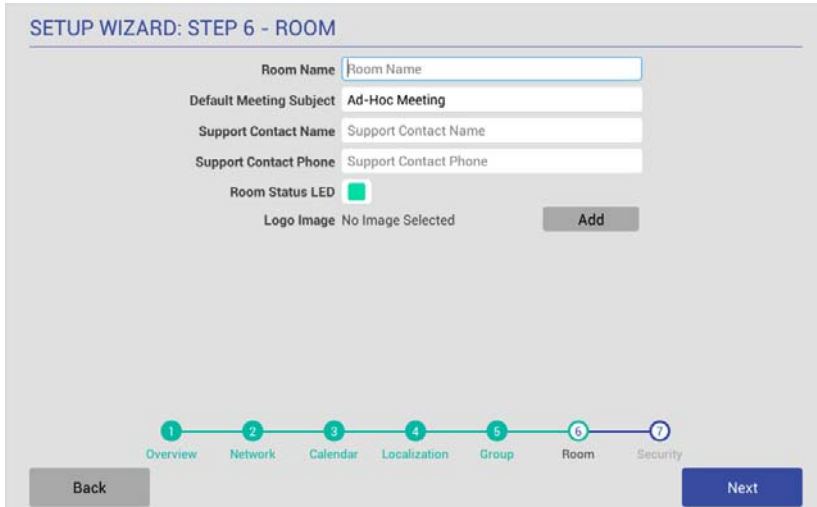 SETUP WIZARD: STEP 6 - ROOM
Room Name Room Name
Default Meeting Subject Ad-Hoc Meeting
Support Contact Name Support Contact Name
Support Contact Phone Support Contact Phone
Room Status LED
Logo Image No Image Selected Add
1 2 3 4 5 6 7
Overview Network Calendar Localization Group Room Security
Back Next